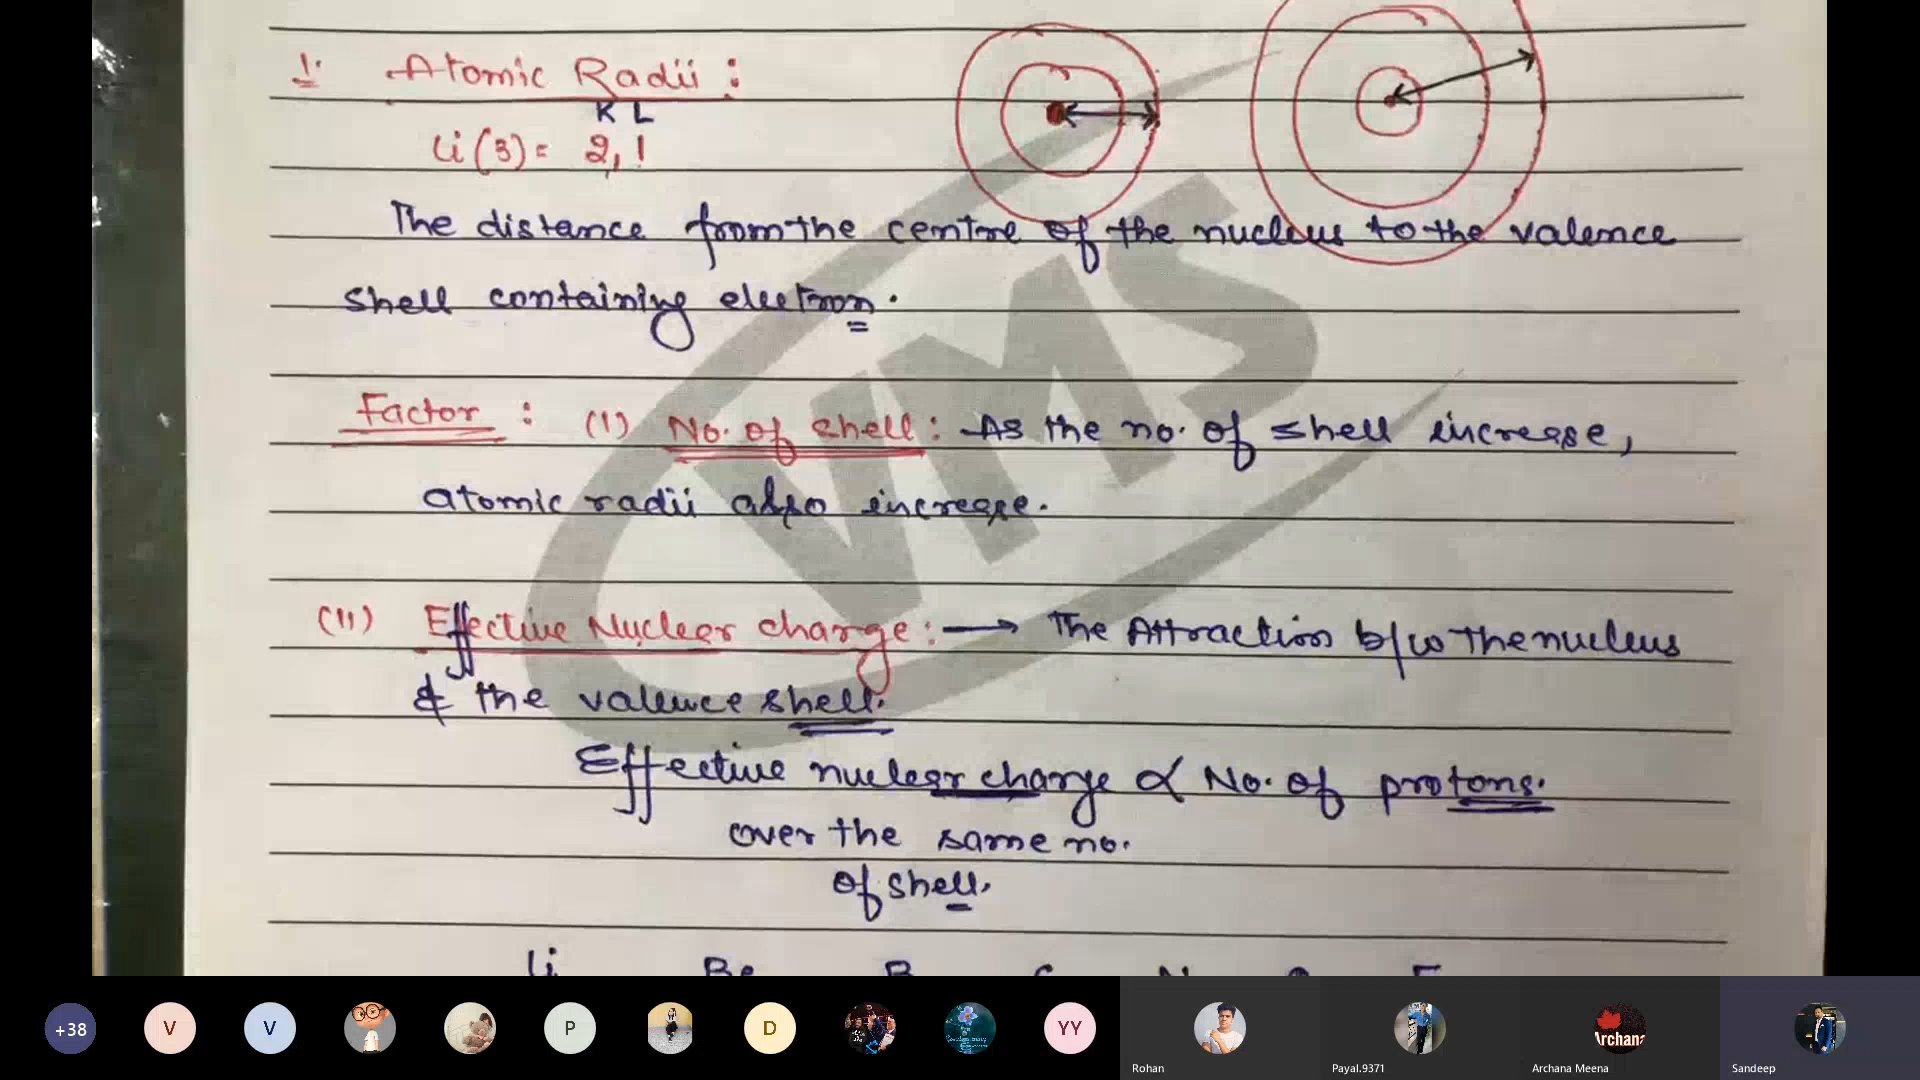 1. Atomic Radii :
K L
Li (3) = 2, 1
The distance from the centre of the nucleus to the valence
shell containing electron.
Factor : (I) No. of shell : As the no. of shell increase,
atomic radii also increase.
(II) Effective Nuclear charge : → The Attraction b/w the nucleus
& the valence shell.
Effective nuclear charge ∝ No. of protons.
over the same no.
of shell.
Li Be B C N O F
VMS
+38 V V P D YY
Rohan Payal.9371 Archana Meena Sandeep